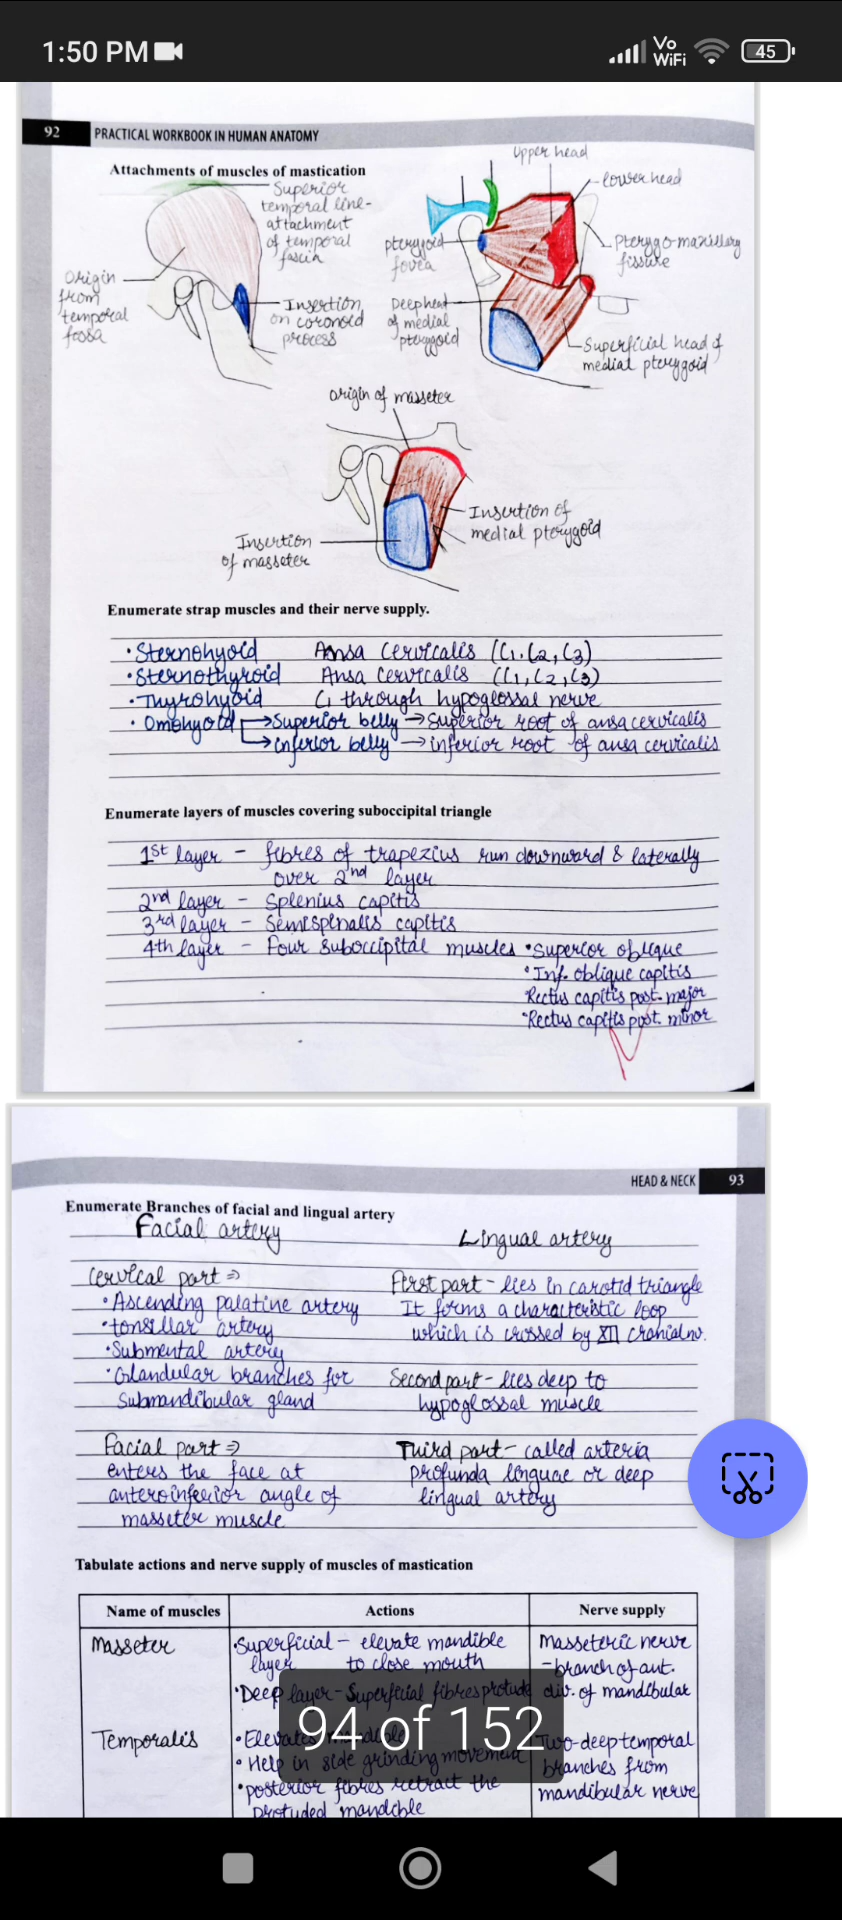 1:50 PM
Vo
WiFi
45
92 PRACTICAL WORKBOOK IN HUMAN ANATOMY
Attachments of muscles of mastication
Superior
temporal line-
attachment
of temporal
fascia
Origin
from
temporal
fossa
Insertion
on coronoid
process
Upper head
lower head
pterygoid
fovea
Pterygo-maxillary
fissure
Deep head
of medial
pterygoid
Superficial head of
medial pterygoid
origin of masseter
Insertion of
medial pterygoid
Insertion
of masseter
Enumerate strap muscles and their nerve supply.
• Sternohyoid Ansa cervicalis (C1, C2, C3)
• Sternothyroid Ansa cervicalis (C1, C2, C3)
• Thyrohyoid C1 through hypoglossal nerve
• Omohyoid → Superior belly → Superior root of ansa cervicalis
→ inferior belly → inferior root of ansa cervicalis
Enumerate layers of muscles covering suboccipital triangle
1st layer - fibres of trapezius run downward & laterally
over 2nd layer
2nd layer - Splenius capitis
3rd layer - Semispinalis capitis
4th layer - Four suboccipital muscles • Superior oblique
• Inf. oblique capitis
• Rectus capitis post. major
• Rectus capitis post. minor
HEAD & NECK 93
Enumerate Branches of facial and lingual artery
Facial artery
Lingual artery
Cervical part ⇒
• Ascending palatine artery
• tonsillar artery
• Submental artery
• Glandular branches for
Submandibular gland
Facial part ⇒
enters the face at
anteroinferior angle of
masseter muscle
First part - lies in carotid triangle
It forms a characteristic loop
which is crossed by XII cranial nv.
Second part - lies deep to
hypoglossal muscle
Third part - called arteria
profunda linguae or deep
lingual artery
Tabulate actions and nerve supply of muscles of mastication
Name of muscles Actions Nerve supply
Masseter
• Superficial - elevate mandible
layer to close mouth
• Deep layer - Superficial fibres protude
Masseteric nerve
- branch of ant.
div. of mandibular
Temporalis
• Elevates mandible
• Help in side grinding movement
• posterior fibres retract the
protuded mandible
Two deep temporal
branches from
mandibular nerve
94 of 152